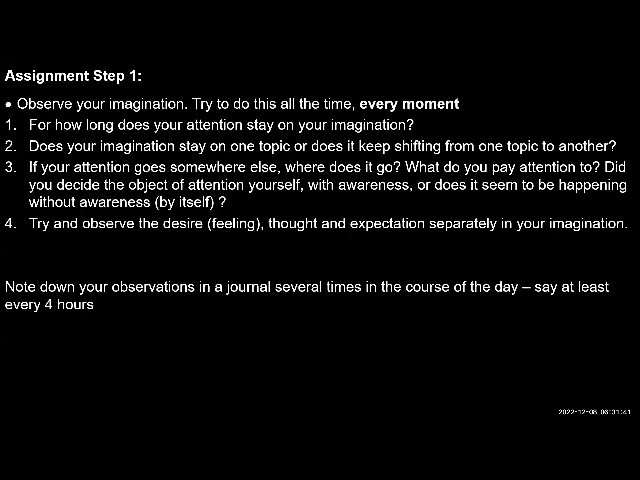 Assignment Step 1:
• Observe your imagination. Try to do this all the time, every moment
1. For how long does your attention stay on your imagination?
2. Does your imagination stay on one topic or does it keep shifting from one topic to another?
3. If your attention goes somewhere else, where does it go? What do you pay attention to? Did
you decide the object of attention yourself, with awareness, or does it seem to be happening
without awareness (by itself) ?
4. Try and observe the desire (feeling), thought and expectation separately in your imagination.
Note down your observations in a journal several times in the course of the day – say at least
every 4 hours
2022-12-08 06:31:41